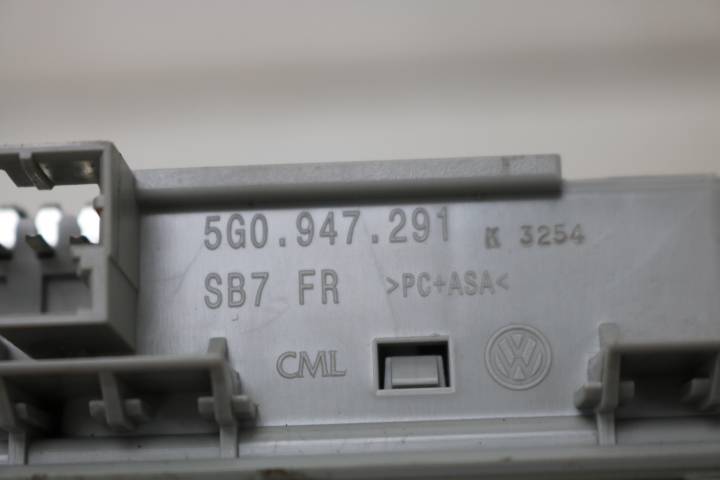 5G0.947.291 K 3254
SB7 FR >PC+ASA<
CML